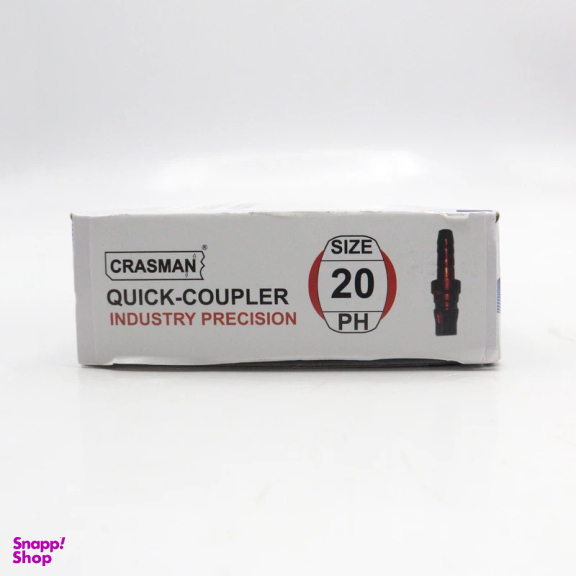 CRASMAN®
QUICK-COUPLER
INDUSTRY PRECISION
SIZE
20
PH
Snapp!
Shop